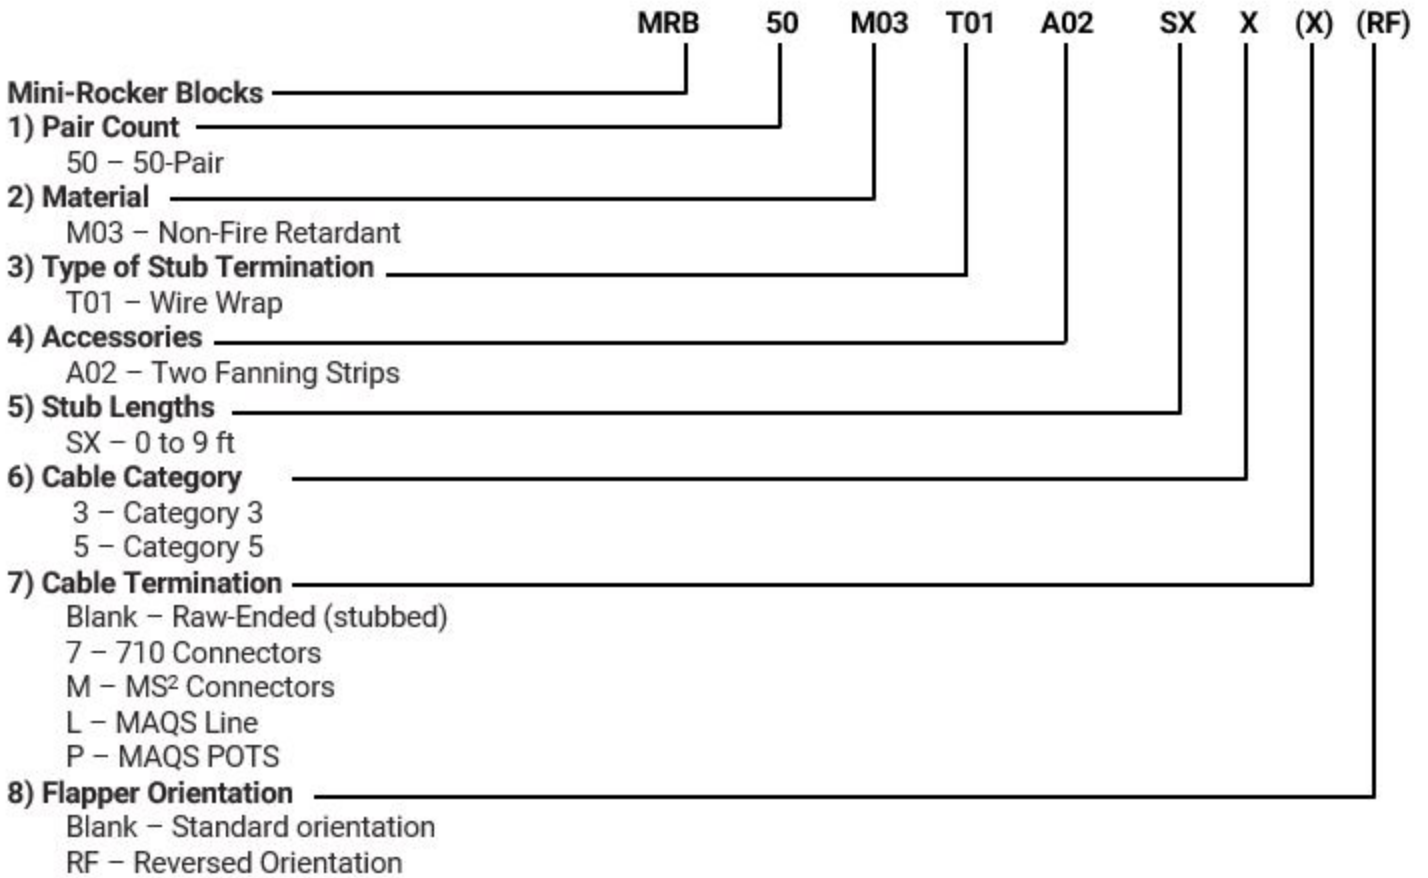 MRB 50 M03 T01 A02 SX X (X) (RF)
Mini-Rocker Blocks
1) Pair Count
50 – 50-Pair
2) Material
M03 – Non-Fire Retardant
3) Type of Stub Termination
T01 – Wire Wrap
4) Accessories
A02 – Two Fanning Strips
5) Stub Lengths
SX – 0 to 9 ft
6) Cable Category
3 – Category 3
5 – Category 5
7) Cable Termination
Blank – Raw-Ended (stubbed)
7 – 710 Connectors
M – MS² Connectors
L – MAQS Line
P – MAQS POTS
8) Flapper Orientation
Blank – Standard orientation
RF – Reversed Orientation